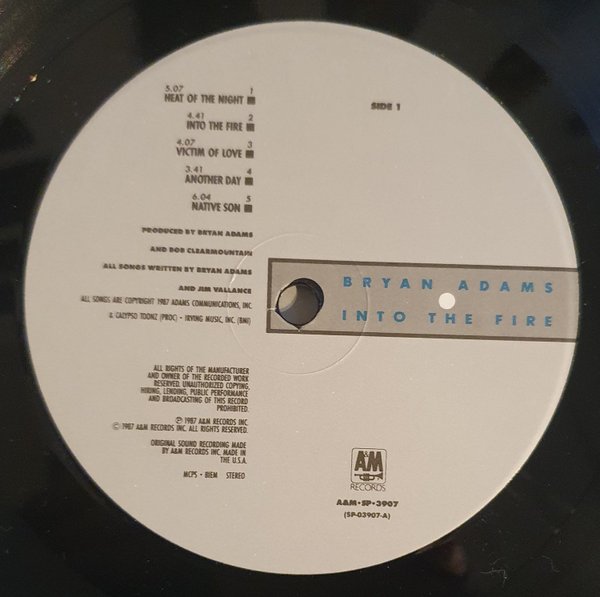 5.07 1
HEAT OF THE NIGHT
4.41 2
INTO THE FIRE
4.07 3
VICTIM OF LOVE
3.41 4
ANOTHER DAY
6.04 5
NATIVE SON
SIDE 1
PRODUCED BY BRYAN ADAMS
AND BOB CLEARMOUNTAIN
ALL SONGS WRITTEN BY BRYAN ADAMS
AND JIM VALLANCE
ALL SONGS ARE COPYRIGHT 1987 ADAMS COMMUNICATIONS, INC
& CALYPSO TOONZ (PROC) • IRVING MUSIC, INC. (BMI)
BRYAN ADAMS
INTO THE FIRE
ALL RIGHTS OF THE MANUFACTURER
AND OWNER OF THE RECORDED WORK
RESERVED. UNAUTHORIZED COPYING,
HIRING, LENDING, PUBLIC PERFORMANCE
AND BROADCASTING OF THIS RECORD
PROHIBITED.
℗ 1987 A&M RECORDS INC.
© 1987 A&M RECORDS INC. ALL RIGHTS RESERVED.
ORIGINAL SOUND RECORDING MADE
BY A&M RECORDS INC. MADE IN
THE U.S.A.
MCPS • BIEM STEREO
A&M
RECORDS
A&M•SP•3907
(SP-03907-A)